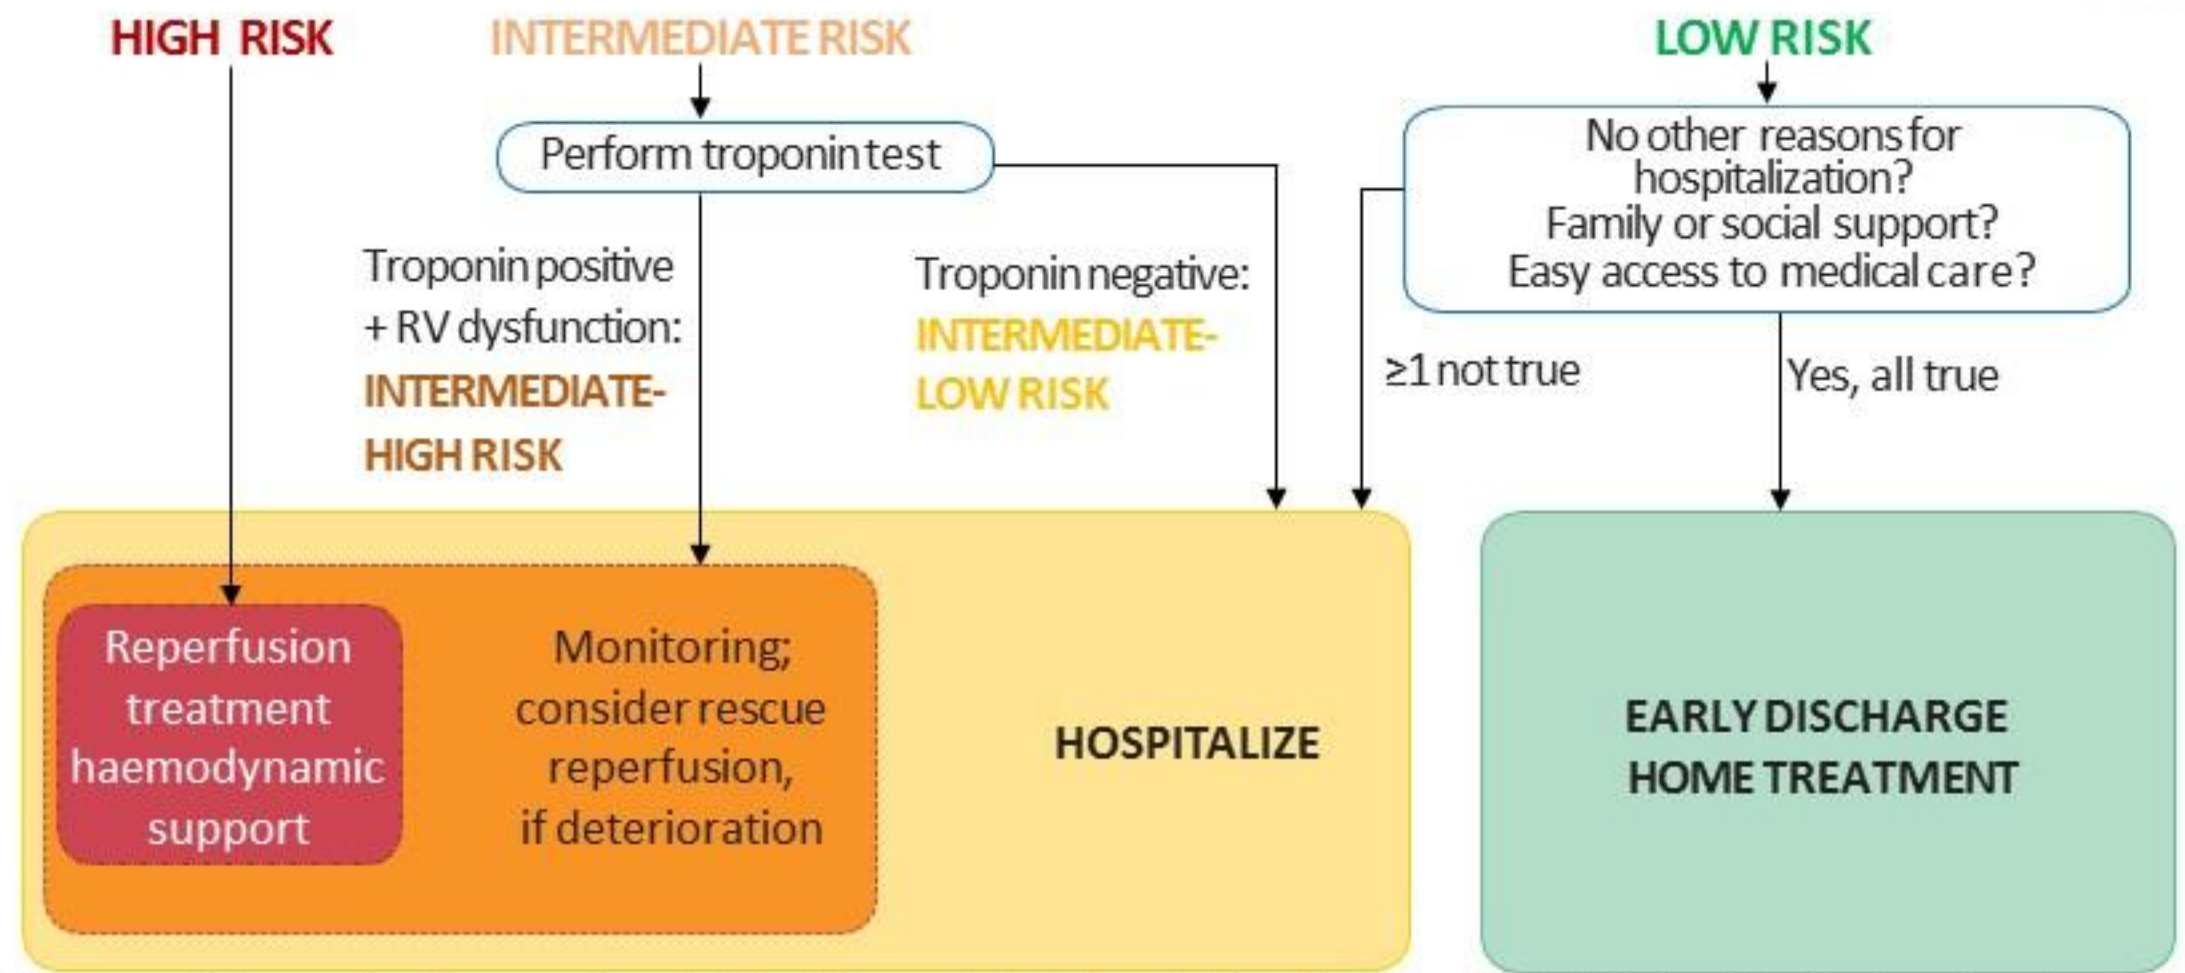 HIGH RISK
INTERMEDIATE RISK
LOW RISK
Perform troponin test
No other reasons for
hospitalization?
Family or social support?
Easy access to medical care?
Troponin positive
+ RV dysfunction:
INTERMEDIATE-
HIGH RISK
Troponin negative:
INTERMEDIATE-
LOW RISK
≥1 not true
Yes, all true
Reperfusion
treatment
haemodynamic
support
Monitoring;
consider rescue
reperfusion,
if deterioration
HOSPITALIZE
EARLY DISCHARGE
HOME TREATMENT